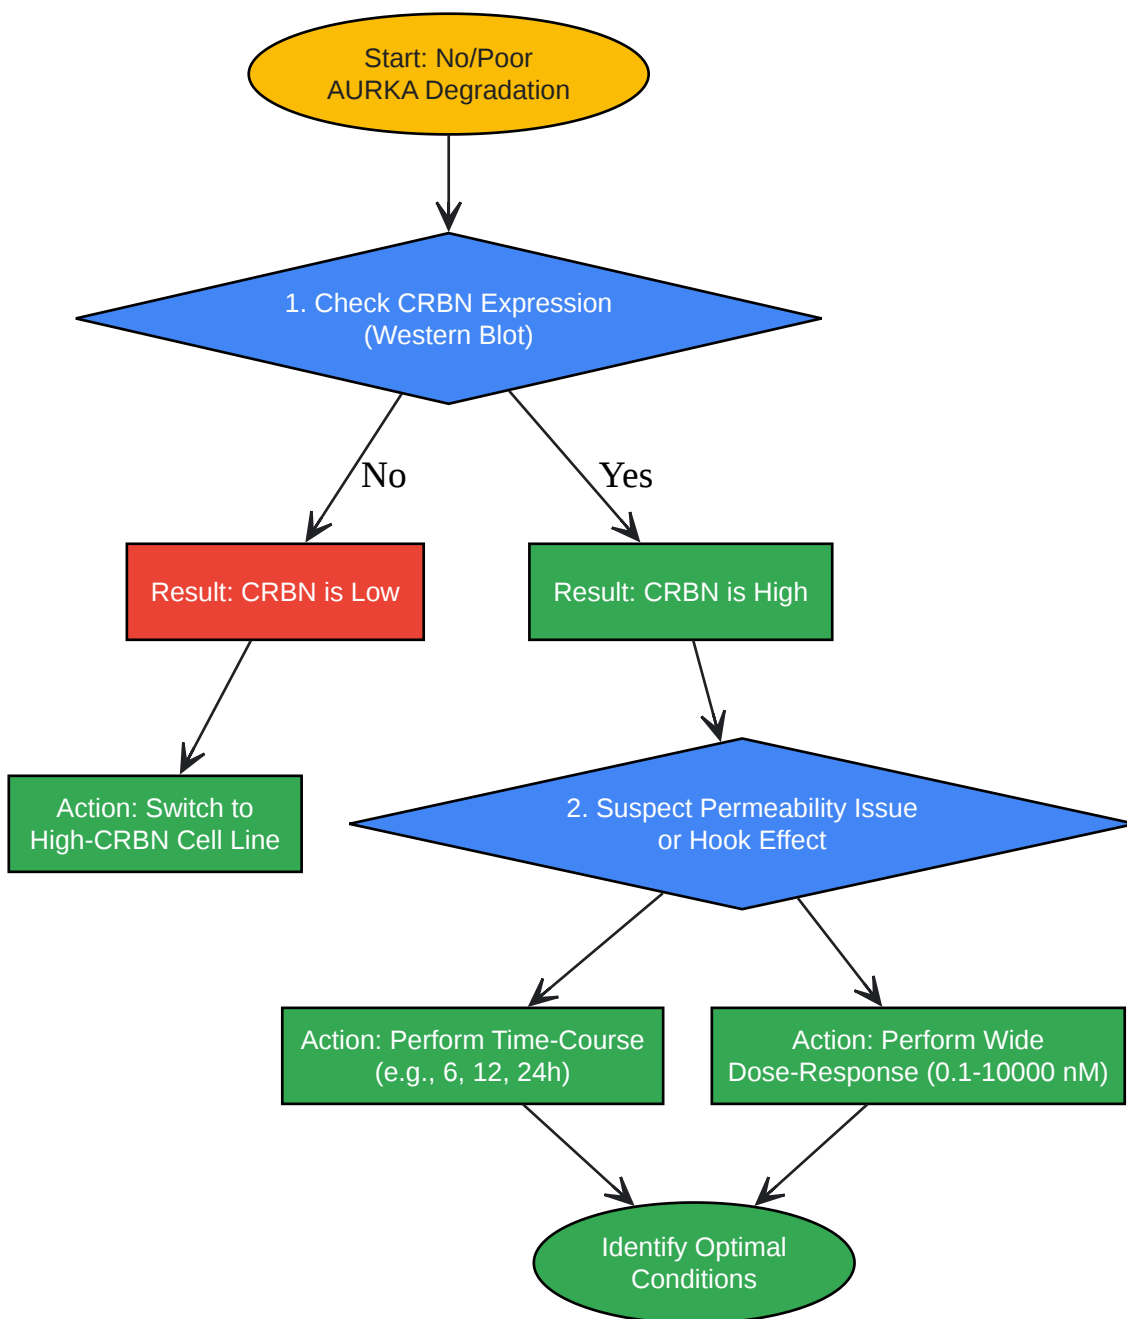 Start: No/Poor
AURKA Degradation
1. Check CRBN Expression
(Western Blot)
No
Yes
Result: CRBN is Low
Result: CRBN is High
Action: Switch to
High-CRBN Cell Line
2. Suspect Permeability Issue
or Hook Effect
Action: Perform Time-Course
(e.g., 6, 12, 24h)
Action: Perform Wide
Dose-Response (0.1-10000 nM)
Identify Optimal
Conditions